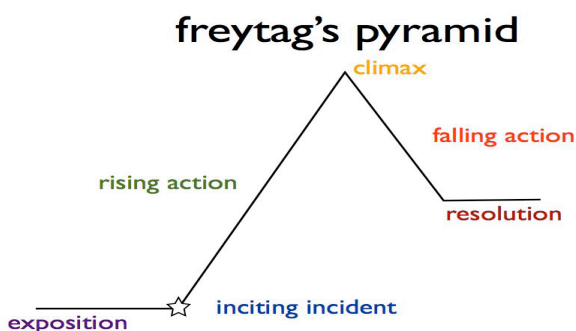 freytag's pyramid
climax
falling action
rising action
resolution
inciting incident
exposition